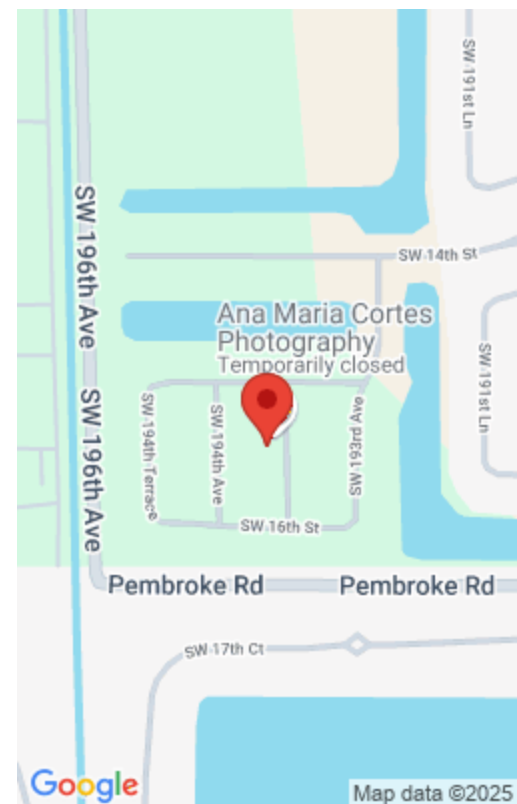 SW 191st Ln
SW 196th Ave
SW 14th St
Ana Maria Cortes
Photography
Temporarily closed
SW 191st Ln
SW 196th Ave
SW 194th Terrace
SW 194th Ave
SW 193rd Ave
SW 16th St
Pembroke Rd
Pembroke Rd
SW 17th Ct
Google
Map data ©2025